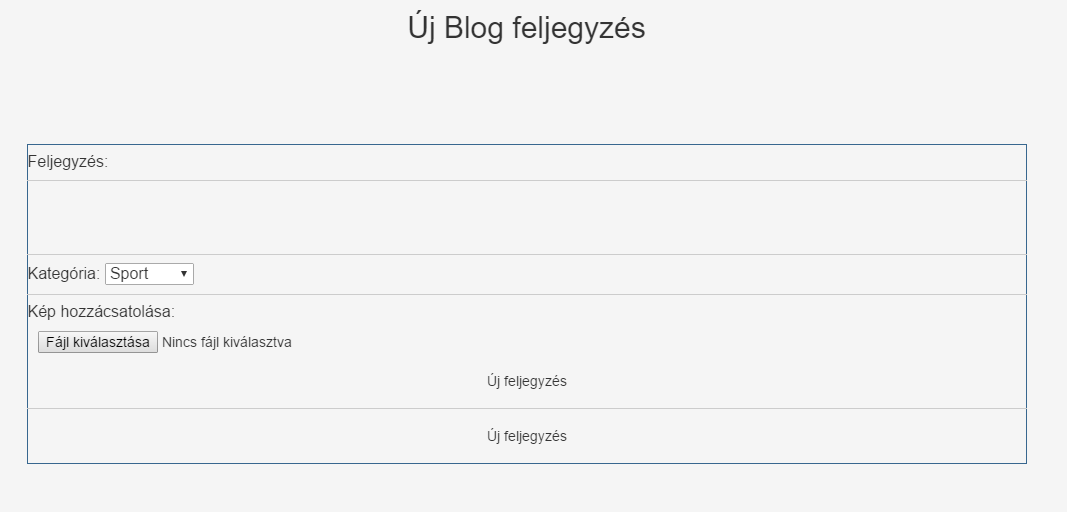 Új Blog feljegyzés
Feljegyzés:
Kategória: Sport
Kép hozzácsatolása:
Fájl kiválasztása Nincs fájl kiválasztva
Új feljegyzés
Új feljegyzés